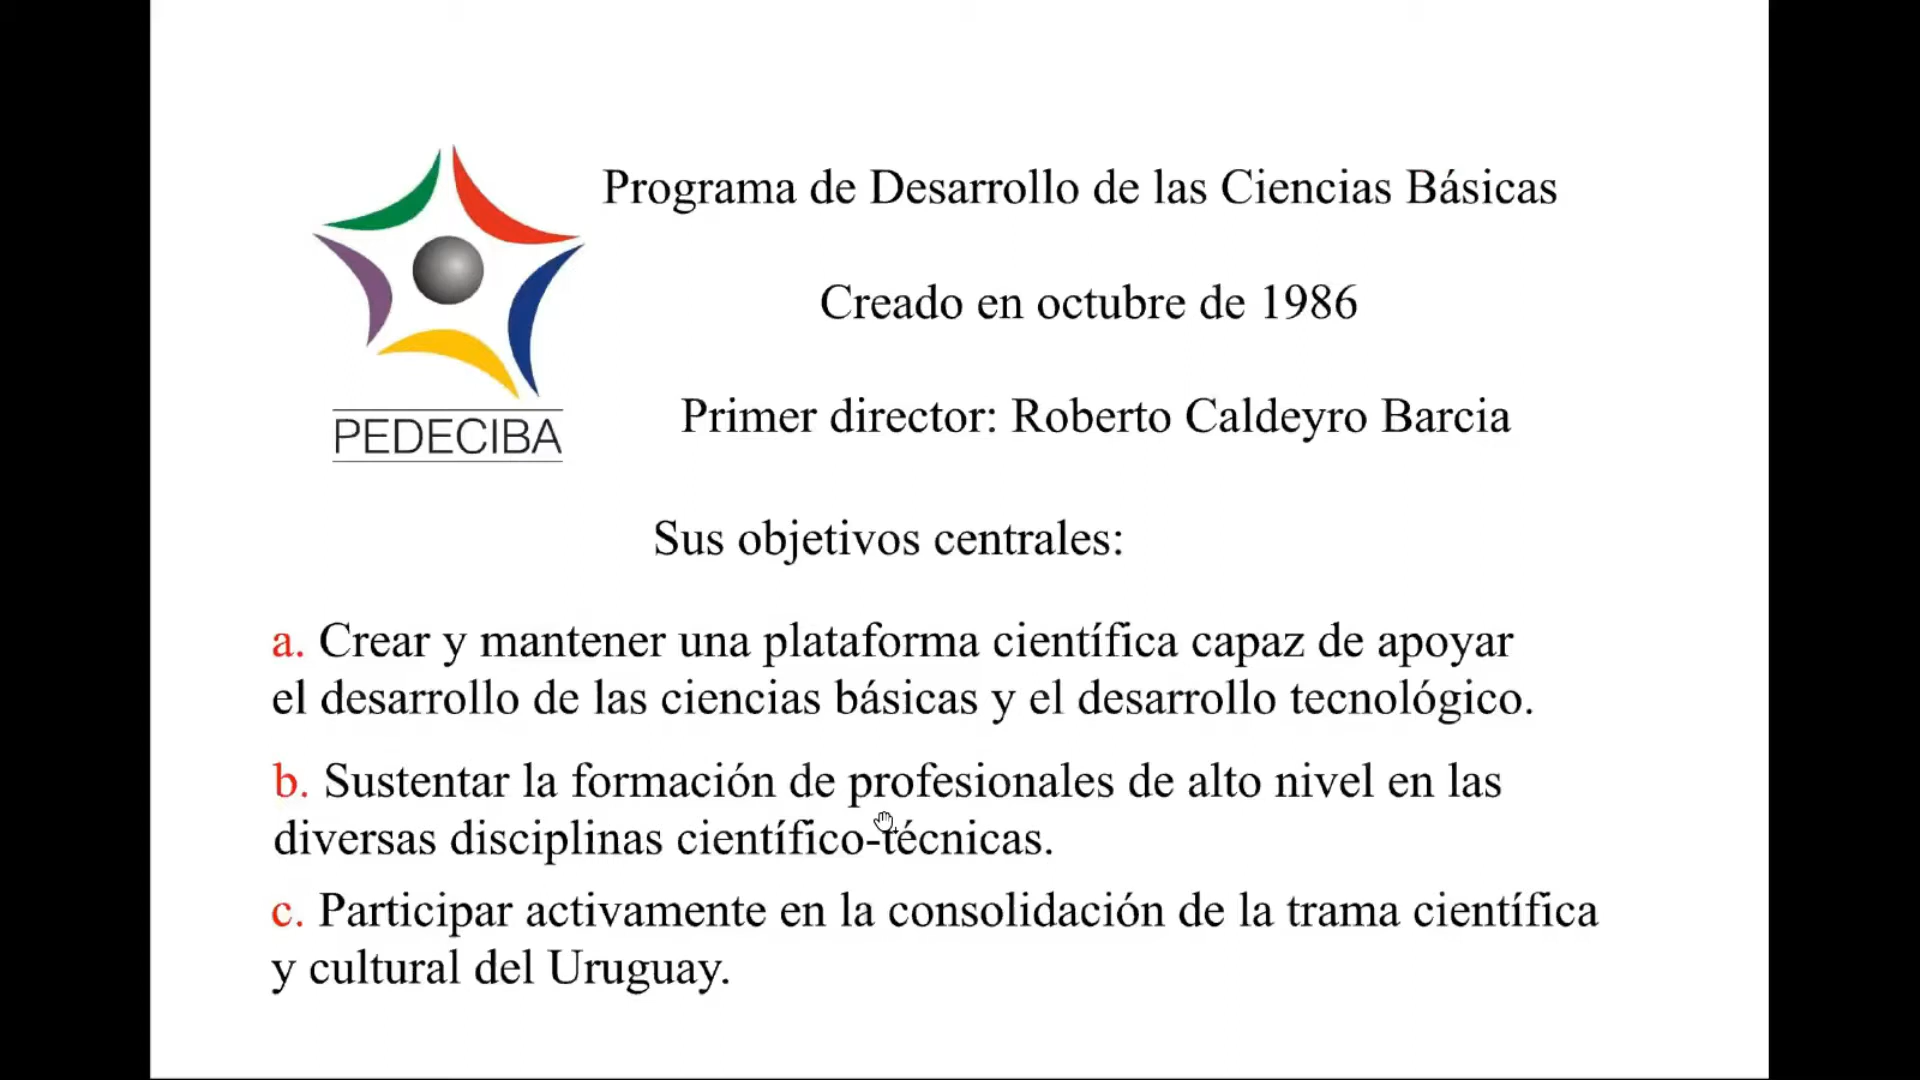 Programa de Desarrollo de las Ciencias Básicas
Creado en octubre de 1986
Primer director: Roberto Caldeyro Barcia
PEDECIBA
Sus objetivos centrales:
a. Crear y mantener una plataforma científica capaz de apoyar
el desarrollo de las ciencias básicas y el desarrollo tecnológico.
b. Sustentar la formación de profesionales de alto nivel en las
diversas disciplinas científico-técnicas.
c. Participar activamente en la consolidación de la trama científica
y cultural del Uruguay.